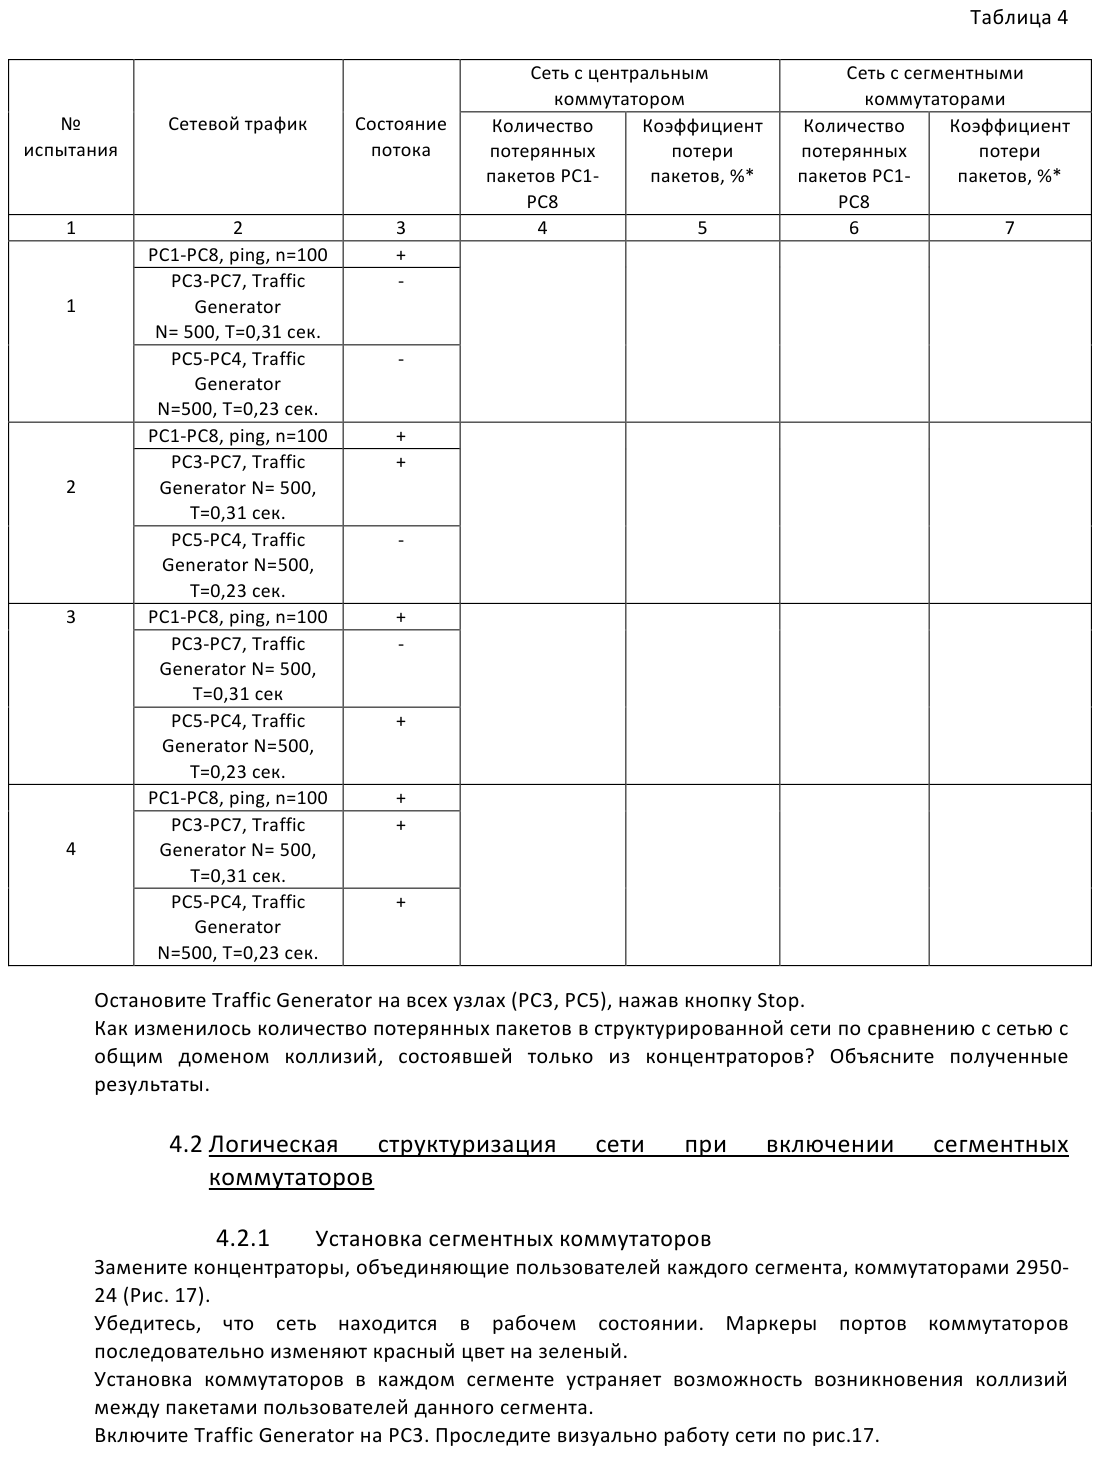 Таблица 4
№
испытания
Сетевой трафик
Состояние
потока
Сеть с центральным
коммутатором
Сеть с сегментными
коммутаторами
Количество
потерянных
пакетов PC1-
PC8
Коэффициент
потери
пакетов, %*
Количество
потерянных
пакетов PC1-
PC8
Коэффициент
потери
пакетов, %*
1 2 3 4 5 6 7
1
PC1-PC8, ping, n=100 +
PC3-PC7, Traffic -
Generator
N= 500, T=0,31 сек.
PC5-PC4, Traffic -
Generator
N=500, T=0,23 сек.
2
PC1-PC8, ping, n=100 +
PC3-PC7, Traffic +
Generator N= 500,
T=0,31 сек.
PC5-PC4, Traffic -
Generator N=500,
T=0,23 сек.
3
PC1-PC8, ping, n=100 +
PC3-PC7, Traffic -
Generator N= 500,
T=0,31 сек
PC5-PC4, Traffic +
Generator N=500,
T=0,23 сек.
4
PC1-PC8, ping, n=100 +
PC3-PC7, Traffic +
Generator N= 500,
T=0,31 сек.
PC5-PC4, Traffic +
Generator
N=500, T=0,23 сек.
Остановите Traffic Generator на всех узлах (PC3, PC5), нажав кнопку Stop.
Как изменилось количество потерянных пакетов в структурированной сети по сравнению с сетью с
общим доменом коллизий, состоявшей только из концентраторов? Объясните полученные
результаты.
4.2 Логическая структуризация сети при включении сегментных
коммутаторов
4.2.1 Установка сегментных коммутаторов
Замените концентраторы, объединяющие пользователей каждого сегмента, коммутаторами 2950-
24 (Рис. 17).
Убедитесь, что сеть находится в рабочем состоянии. Маркеры портов коммутаторов
последовательно изменяют красный цвет на зеленый.
Установка коммутаторов в каждом сегменте устраняет возможность возникновения коллизий
между пакетами пользователей данного сегмента.
Включите Traffic Generator на PC3. Проследите визуально работу сети по рис.17.